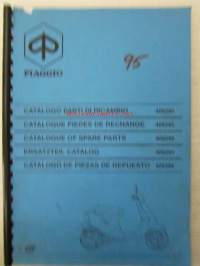 PIAGGIO
95
CATALOGO PARTI DI RICAMBIO
CATALOGUE PIECES DE RECHANGE
CATALOGUE OF SPARE PARTS
ERSATZTEIL CATALOG
CATALOGO DE PIEZAS DE REPUESTO